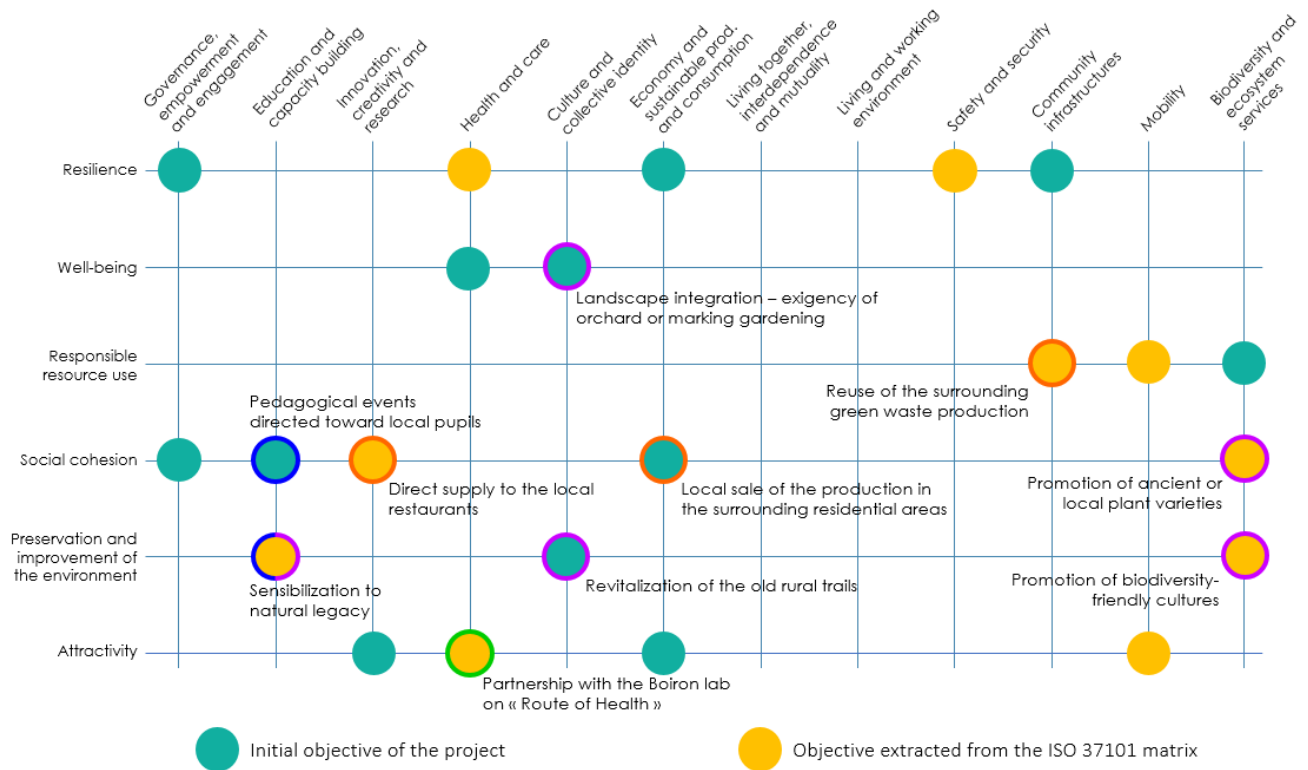 Governance,
empowerment
and engagement
Education and
capacity building
Innovation,
creativity and
research
Health and care
Culture and
collective identity
Economy and
sustainable prod.
and consumption
Living together,
interdependence
and mutuality
Living and working
environment
Safety and security
Community
infrastructures
Mobility
Biodiversity and
ecosystem
services
Resilience
Well-being
Landscape integration – exigency of
orchard or marking gardening
Responsible
resource use
Reuse of the surrounding
green waste production
Pedagogical events
directed toward local pupils
Social cohesion
Direct supply to the local
restaurants
Local sale of the production in
the surrounding residential areas
Promotion of ancient or
local plant varieties
Preservation and
improvement of
the environment
Sensibilization to
natural legacy
Revitalization of the old rural trails
Promotion of biodiversity-
friendly cultures
Attractivity
Partnership with the Boiron lab
on « Route of Health »
Initial objective of the project
Objective extracted from the ISO 37101 matrix